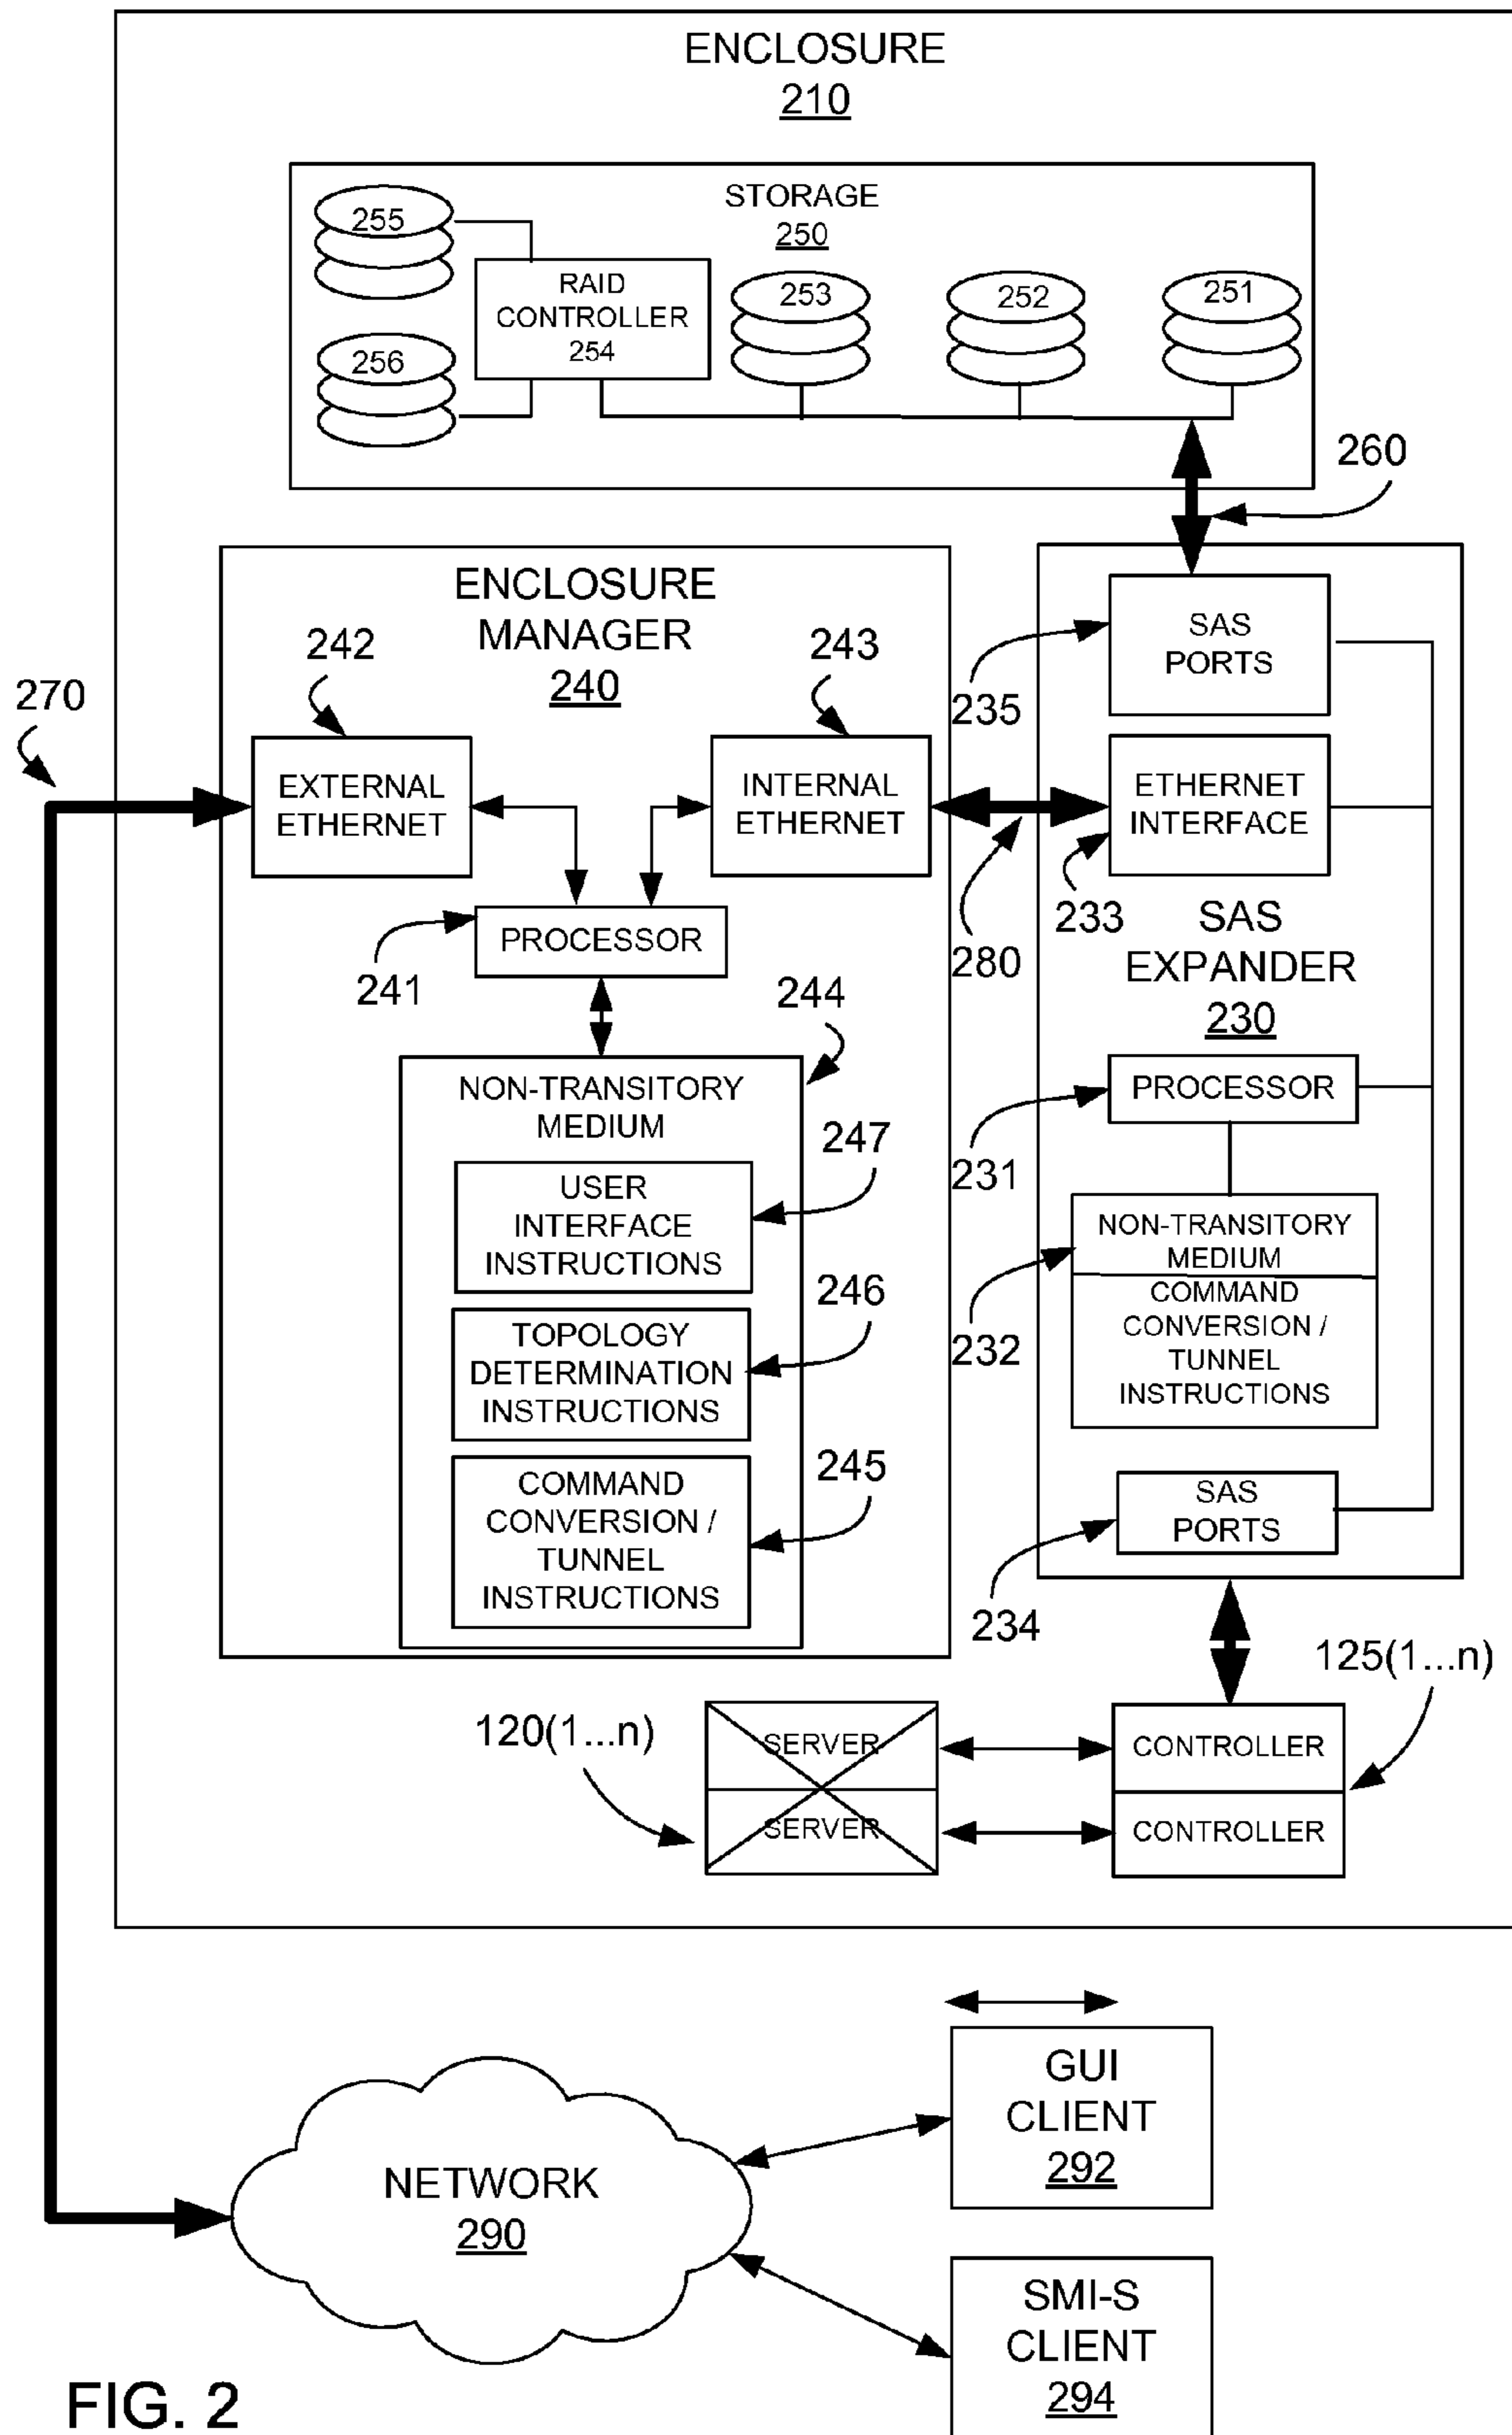 ENCLOSURE
210
STORAGE
250
255
256
RAID
CONTROLLER
254
253
252
251
260
ENCLOSURE
MANAGER
240
242
243
270
EXTERNAL
ETHERNET
INTERNAL
ETHERNET
PROCESSOR
241
244
NON-TRANSITORY
MEDIUM
247
USER
INTERFACE
INSTRUCTIONS
246
TOPOLOGY
DETERMINATION
INSTRUCTIONS
245
COMMAND
CONVERSION /
TUNNEL
INSTRUCTIONS
SAS
PORTS
235
ETHERNET
INTERFACE
233
280
SAS
EXPANDER
230
PROCESSOR
231
NON-TRANSITORY
MEDIUM
232
COMMAND
CONVERSION /
TUNNEL
INSTRUCTIONS
SAS
PORTS
234
125(1...n)
120(1...n)
SERVER
SERVER
CONTROLLER
CONTROLLER
GUI
CLIENT
292
NETWORK
290
SMI-S
CLIENT
294
FIG. 2